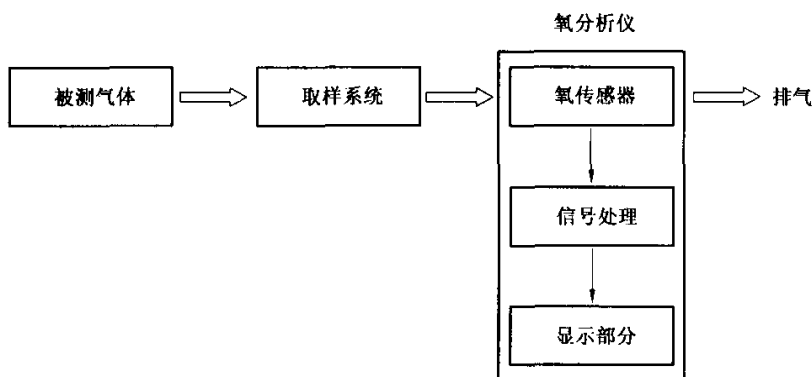 氧分析仪
被测气体
取样系统
氧传感器
排气
信号处理
显示部分